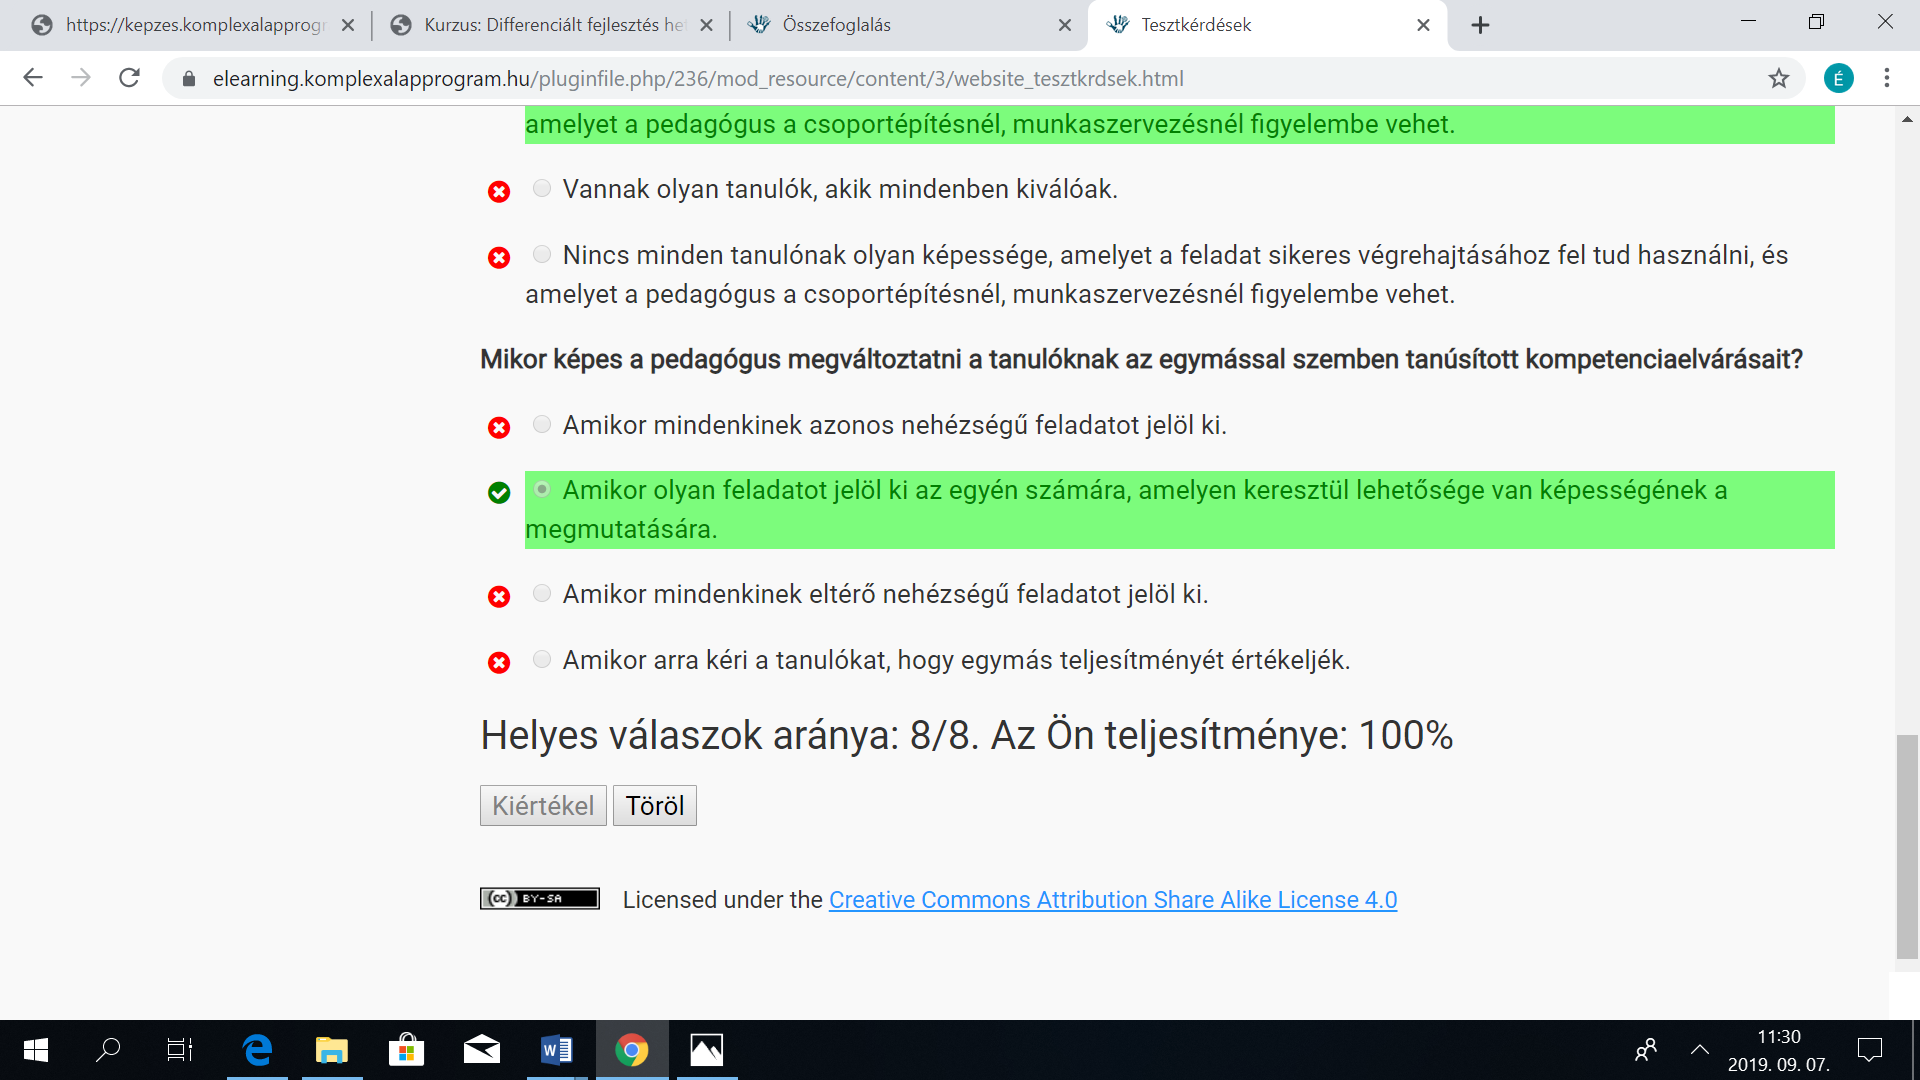 https://kepzes.komplexalapprogr
Kurzus: Differenciált fejlesztés het
Összefoglalás
Tesztkérdések
elearning.komplexalapprogram.hu/pluginfile.php/236/mod_resource/content/3/website_tesztkrdsek.html
É
amelyet a pedagógus a csoportépítésnél, munkaszervezésnél figyelembe vehet.
Vannak olyan tanulók, akik mindenben kiválóak.
Nincs minden tanulónak olyan képessége, amelyet a feladat sikeres végrehajtásához fel tud használni, és
amelyet a pedagógus a csoportépítésnél, munkaszervezésnél figyelembe vehet.
Mikor képes a pedagógus megváltoztatni a tanulóknak az egymással szemben tanúsított kompetenciaelvárásait?
Amikor mindenkinek azonos nehézségű feladatot jelöl ki.
Amikor olyan feladatot jelöl ki az egyén számára, amelyen keresztül lehetősége van képességének a
megmutatására.
Amikor mindenkinek eltérő nehézségű feladatot jelöl ki.
Amikor arra kéri a tanulókat, hogy egymás teljesítményét értékeljék.
Helyes válaszok aránya: 8/8. Az Ön teljesítménye: 100%
Kiértékel Töröl
cc BY-SA Licensed under the Creative Commons Attribution Share Alike License 4.0
11:30
2019. 09. 07.